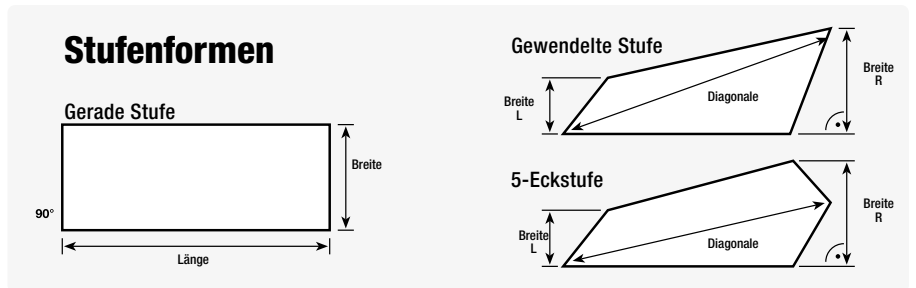 Stufenformen
Gerade Stufe
Breite
90°
Länge
Gewendelte Stufe
Breite
L
Diagonale
Breite
R
5-Eckstufe
Breite
L
Diagonale
Breite
R